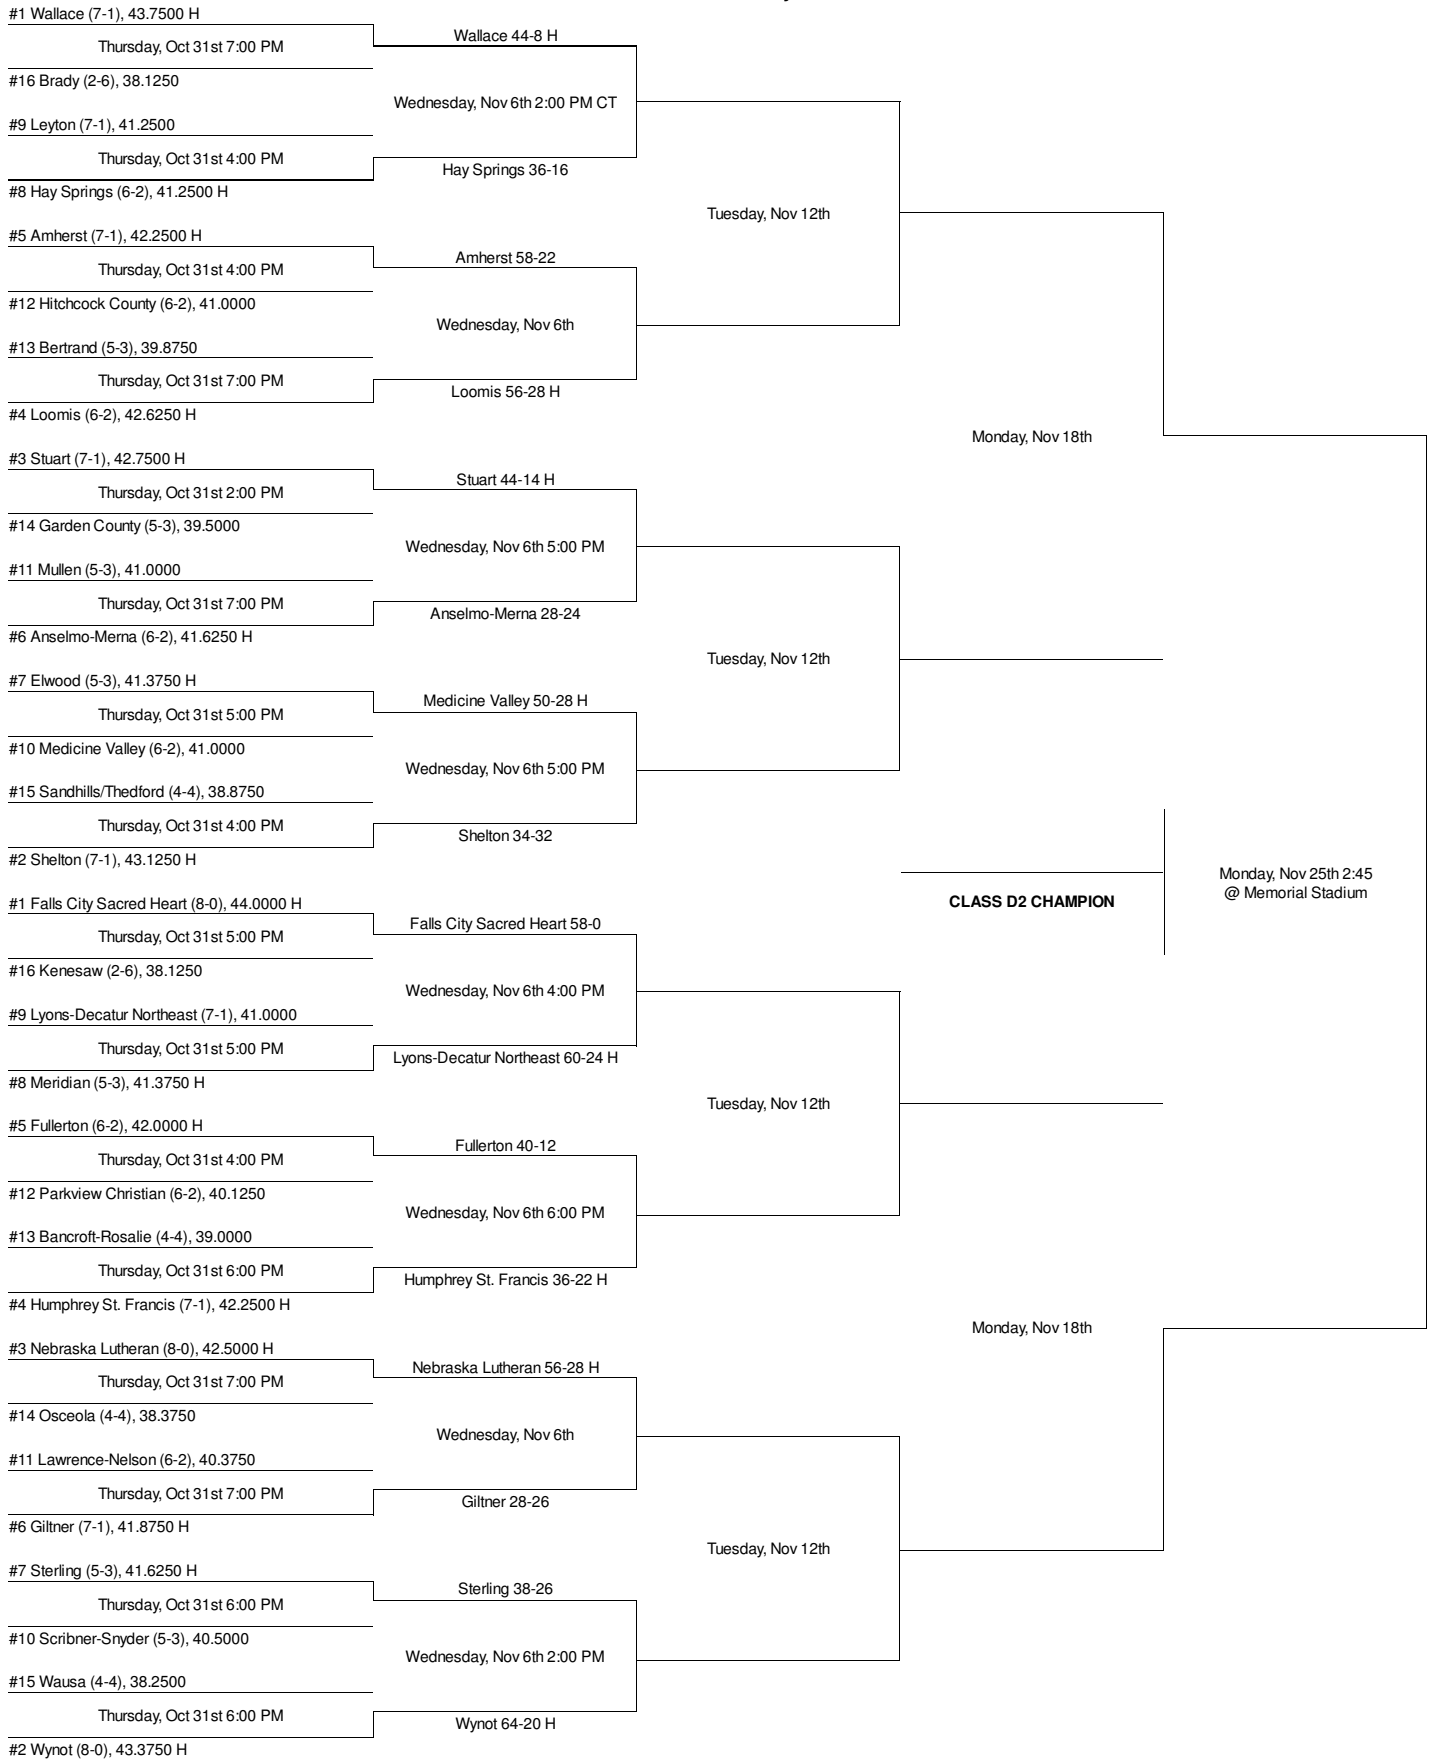 #1 Wallace (7-1), 43.7500 H
Thursday, Oct 31st 7:00 PM
#16 Brady (2-6), 38.1250
Wallace 44-8 H
Wednesday, Nov 6th 2:00 PM CT
#9 Leyton (7-1), 41.2500
Thursday, Oct 31st 4:00 PM
#8 Hay Springs (6-2), 41.2500 H
Hay Springs 36-16
Tuesday, Nov 12th
#5 Amherst (7-1), 42.2500 H
Thursday, Oct 31st 4:00 PM
#12 Hitchcock County (6-2), 41.0000
Amherst 58-22
Wednesday, Nov 6th
#13 Bertrand (5-3), 39.8750
Thursday, Oct 31st 7:00 PM
#4 Loomis (6-2), 42.6250 H
Loomis 56-28 H
Monday, Nov 18th
#3 Stuart (7-1), 42.7500 H
Thursday, Oct 31st 2:00 PM
#14 Garden County (5-3), 39.5000
Stuart 44-14 H
Wednesday, Nov 6th 5:00 PM
#11 Mullen (5-3), 41.0000
Thursday, Oct 31st 7:00 PM
#6 Anselmo-Merna (6-2), 41.6250 H
Anselmo-Merna 28-24
Tuesday, Nov 12th
#7 Elwood (5-3), 41.3750 H
Thursday, Oct 31st 5:00 PM
#10 Medicine Valley (6-2), 41.0000
Medicine Valley 50-28 H
Wednesday, Nov 6th 5:00 PM
#15 Sandhills/Thedford (4-4), 38.8750
Thursday, Oct 31st 4:00 PM
#2 Shelton (7-1), 43.1250 H
Shelton 34-32
Monday, Nov 25th 2:45
@ Memorial Stadium
CLASS D2 CHAMPION
#1 Falls City Sacred Heart (8-0), 44.0000 H
Thursday, Oct 31st 5:00 PM
#16 Kenesaw (2-6), 38.1250
Falls City Sacred Heart 58-0
Wednesday, Nov 6th 4:00 PM
#9 Lyons-Decatur Northeast (7-1), 41.0000
Thursday, Oct 31st 5:00 PM
#8 Meridian (5-3), 41.3750 H
Lyons-Decatur Northeast 60-24 H
Tuesday, Nov 12th
#5 Fullerton (6-2), 42.0000 H
Thursday, Oct 31st 4:00 PM
#12 Parkview Christian (6-2), 40.1250
Fullerton 40-12
Wednesday, Nov 6th 6:00 PM
#13 Bancroft-Rosalie (4-4), 39.0000
Thursday, Oct 31st 6:00 PM
#4 Humphrey St. Francis (7-1), 42.2500 H
Humphrey St. Francis 36-22 H
Monday, Nov 18th
#3 Nebraska Lutheran (8-0), 42.5000 H
Thursday, Oct 31st 7:00 PM
#14 Osceola (4-4), 38.3750
Nebraska Lutheran 56-28 H
Wednesday, Nov 6th
#11 Lawrence-Nelson (6-2), 40.3750
Thursday, Oct 31st 7:00 PM
#6 Giltner (7-1), 41.8750 H
Giltner 28-26
Tuesday, Nov 12th
#7 Sterling (5-3), 41.6250 H
Thursday, Oct 31st 6:00 PM
#10 Scribner-Snyder (5-3), 40.5000
Sterling 38-26
Wednesday, Nov 6th 2:00 PM
#15 Wausa (4-4), 38.2500
Thursday, Oct 31st 6:00 PM
#2 Wynot (8-0), 43.3750 H
Wynot 64-20 H